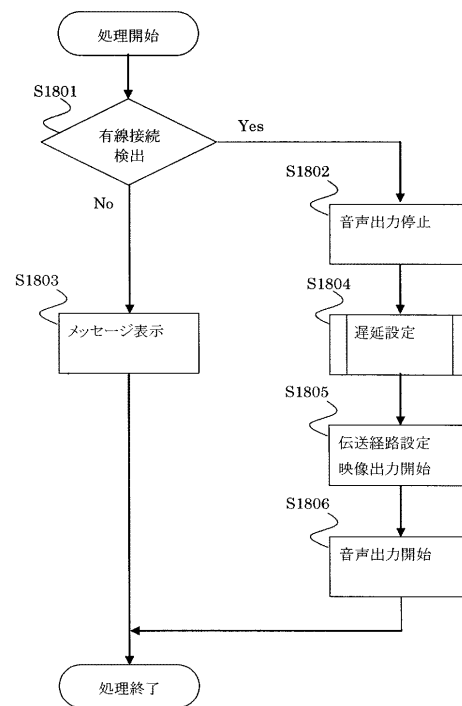 処理開始
S1801
有線接続
検出
Yes
No
S1802
音声出力停止
S1803
メッセージ表示
S1804
遅延設定
S1805
伝送経路設定
映像出力開始
S1806
音声出力開始
処理終了